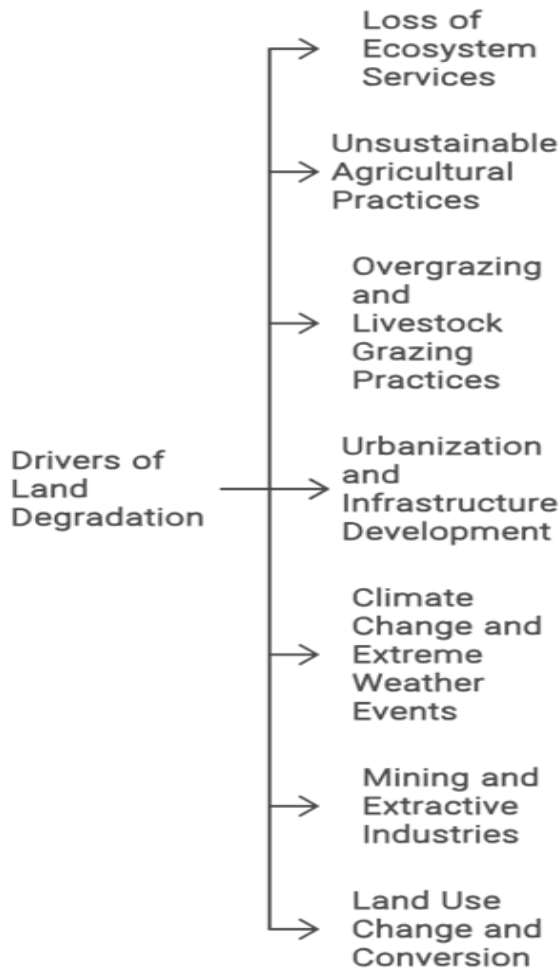 Loss of
Ecosystem
Services
Unsustainable
Agricultural
Practices
Overgrazing
and
Livestock
Grazing
Practices
Drivers of
Land
Degradation
Urbanization
and
Infrastructure
Development
Climate
Change and
Extreme
Weather
Events
Mining and
Extractive
Industries
Land Use
Change and
Conversion